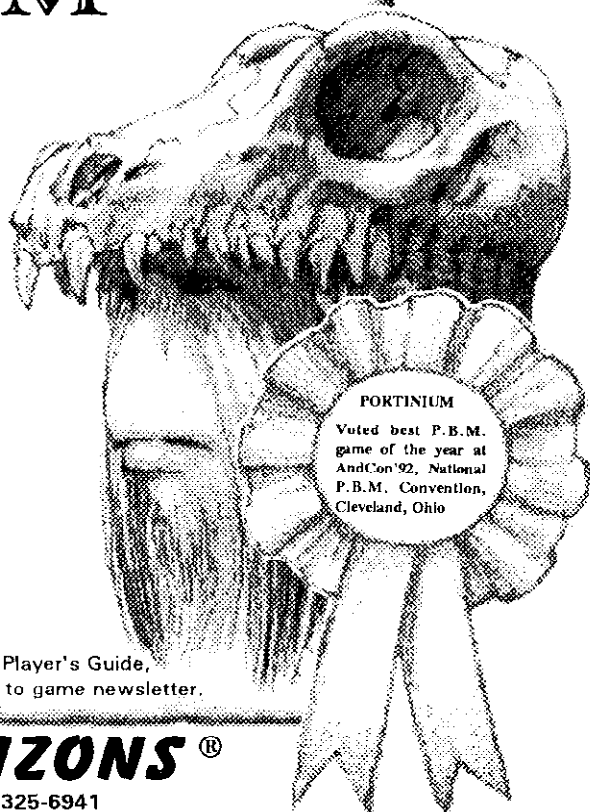 M
PORTINIUM
Voted best P.B.M.
game of the year at
AndCon'92, National
P.B.M. Convention,
Cleveland, Ohio
Player's Guide,
to game newsletter.
IZONS ®
325-6941